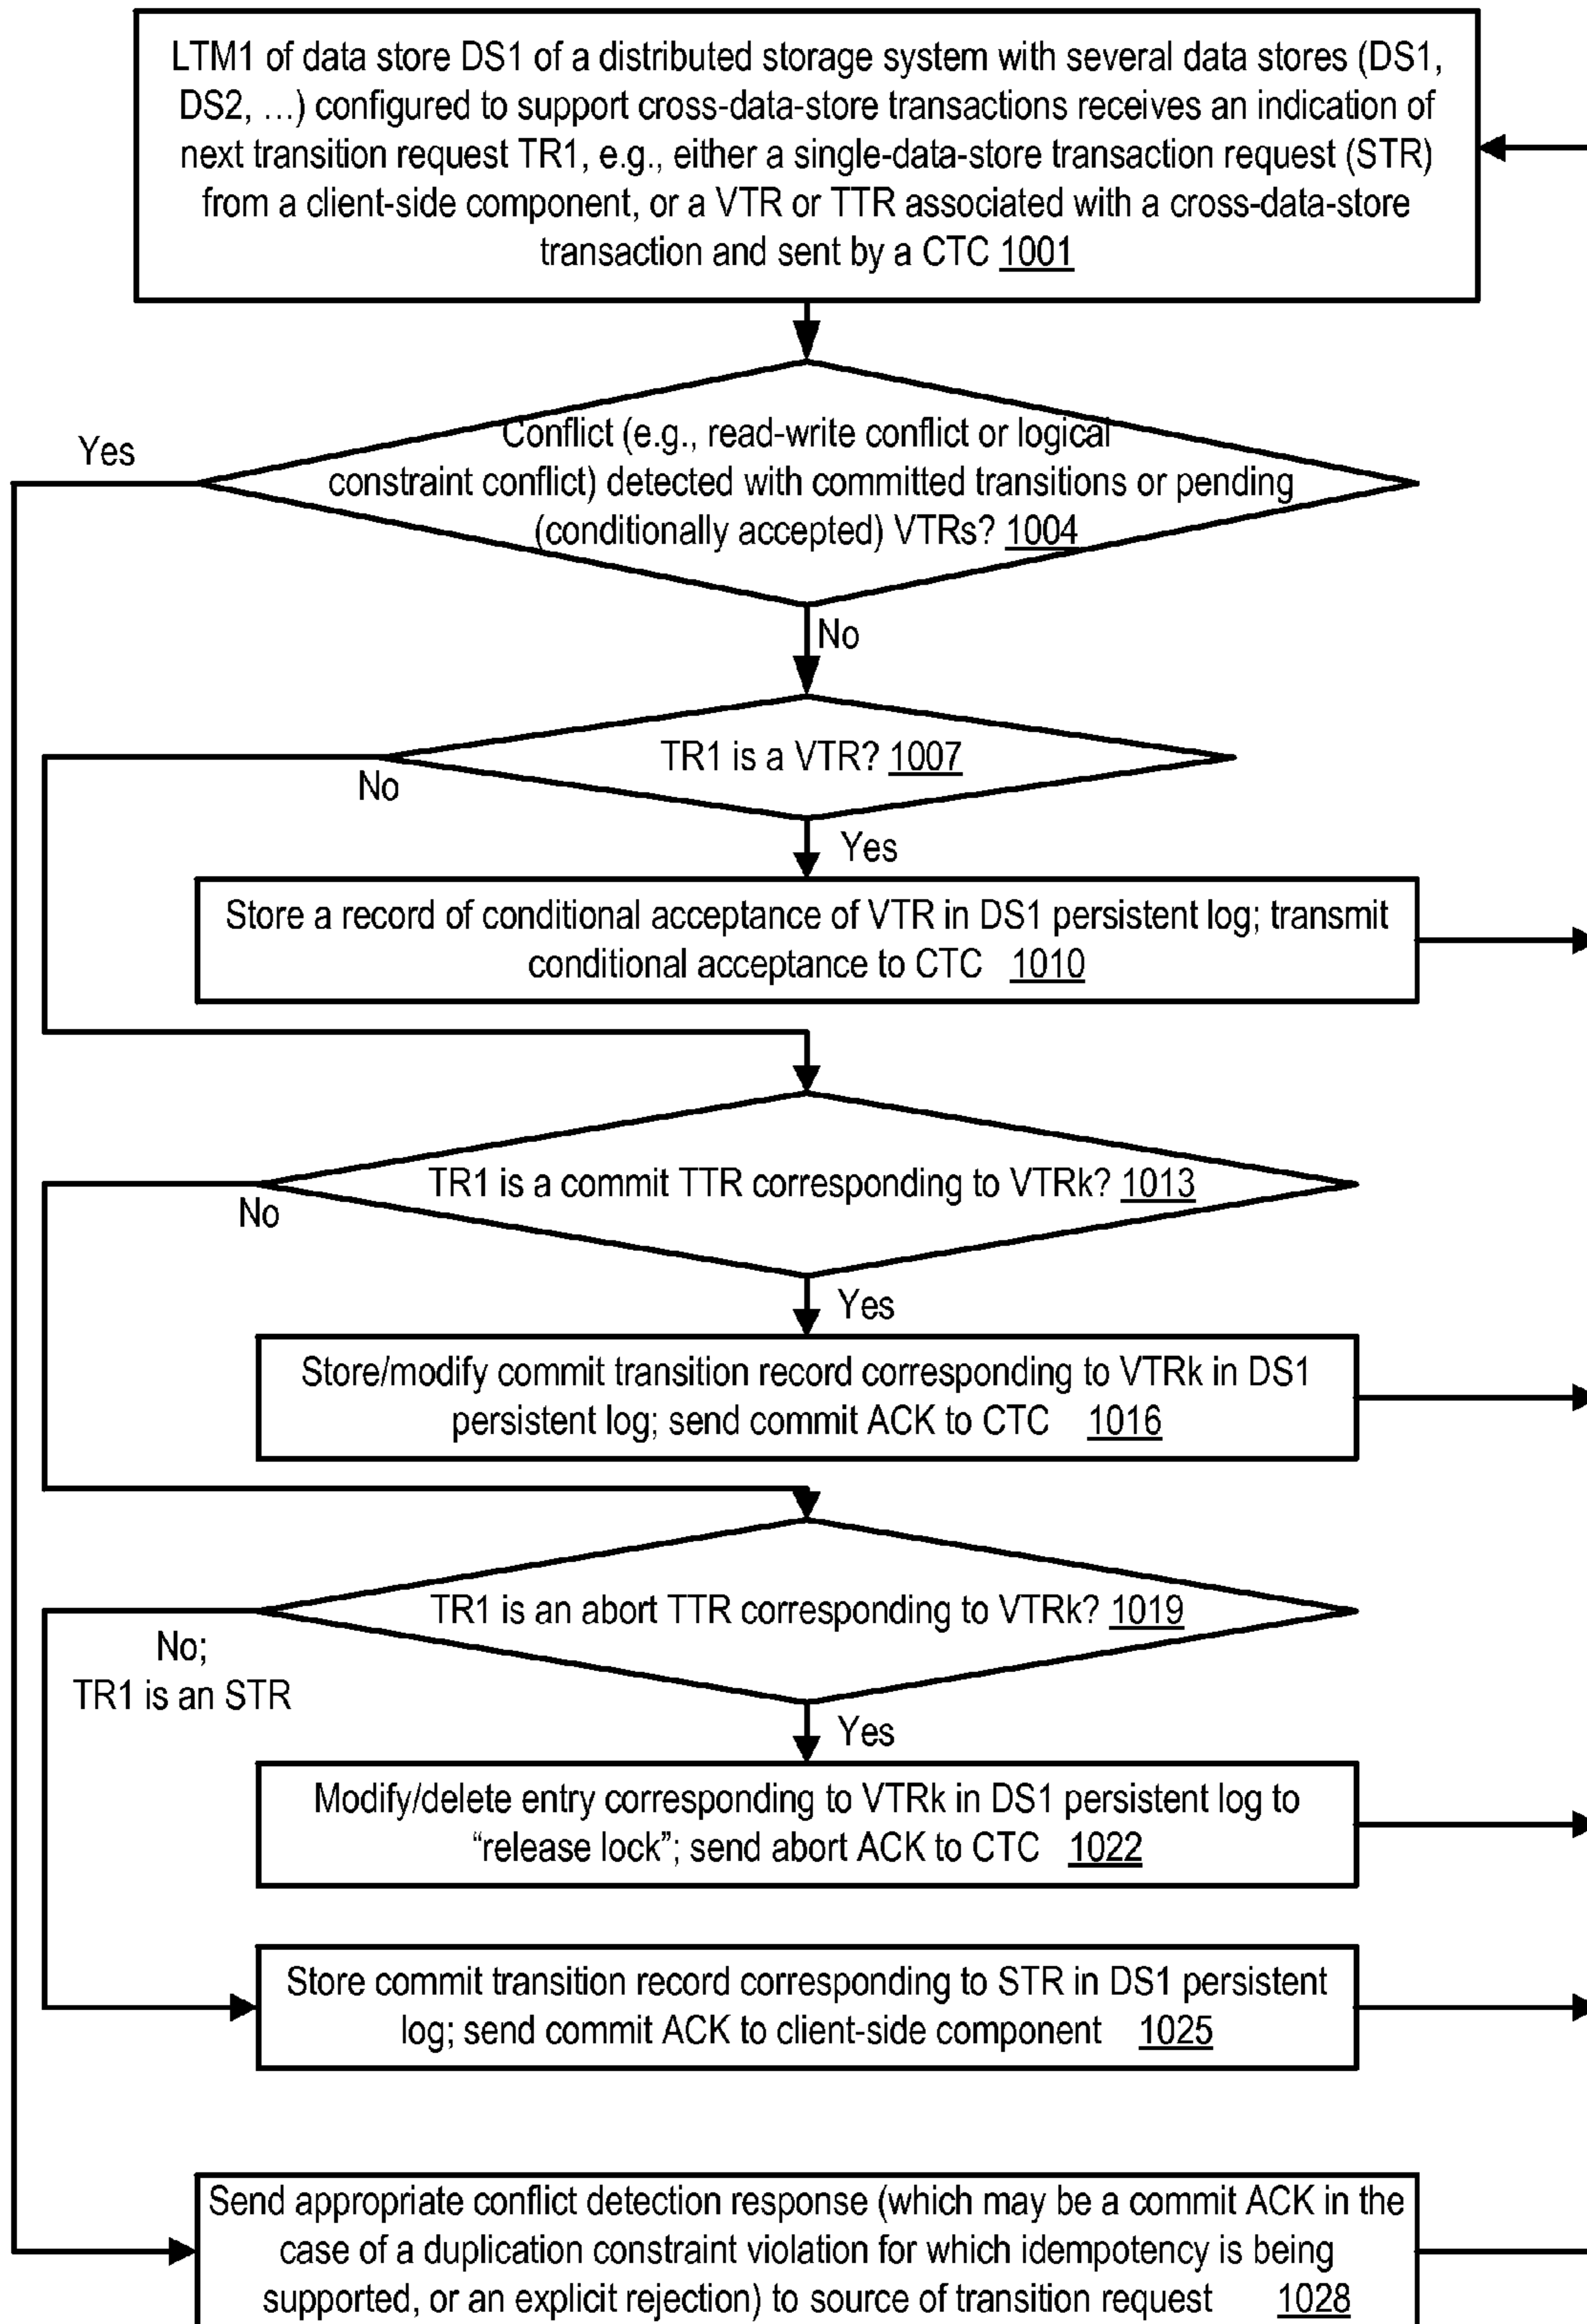 LTM1 of data store DS1 of a distributed storage system with several data stores (DS1,
DS2, …) configured to support cross-data-store transactions receives an indication of
next transition request TR1, e.g., either a single-data-store transaction request (STR)
from a client-side component, or a VTR or TTR associated with a cross-data-store
transaction and sent by a CTC 1001
Yes
Conflict (e.g., read-write conflict or logical
constraint conflict) detected with committed transitions or pending
(conditionally accepted) VTRs? 1004
No
TR1 is a VTR? 1007
No
Yes
Store a record of conditional acceptance of VTR in DS1 persistent log; transmit
conditional acceptance to CTC 1010
TR1 is a commit TTR corresponding to VTRk? 1013
No
Yes
Store/modify commit transition record corresponding to VTRk in DS1
persistent log; send commit ACK to CTC 1016
TR1 is an abort TTR corresponding to VTRk? 1019
No;
TR1 is an STR
Yes
Modify/delete entry corresponding to VTRk in DS1 persistent log to
“release lock”; send abort ACK to CTC 1022
Store commit transition record corresponding to STR in DS1 persistent
log; send commit ACK to client-side component 1025
Send appropriate conflict detection response (which may be a commit ACK in the
case of a duplication constraint violation for which idempotency is being
supported, or an explicit rejection) to source of transition request 1028